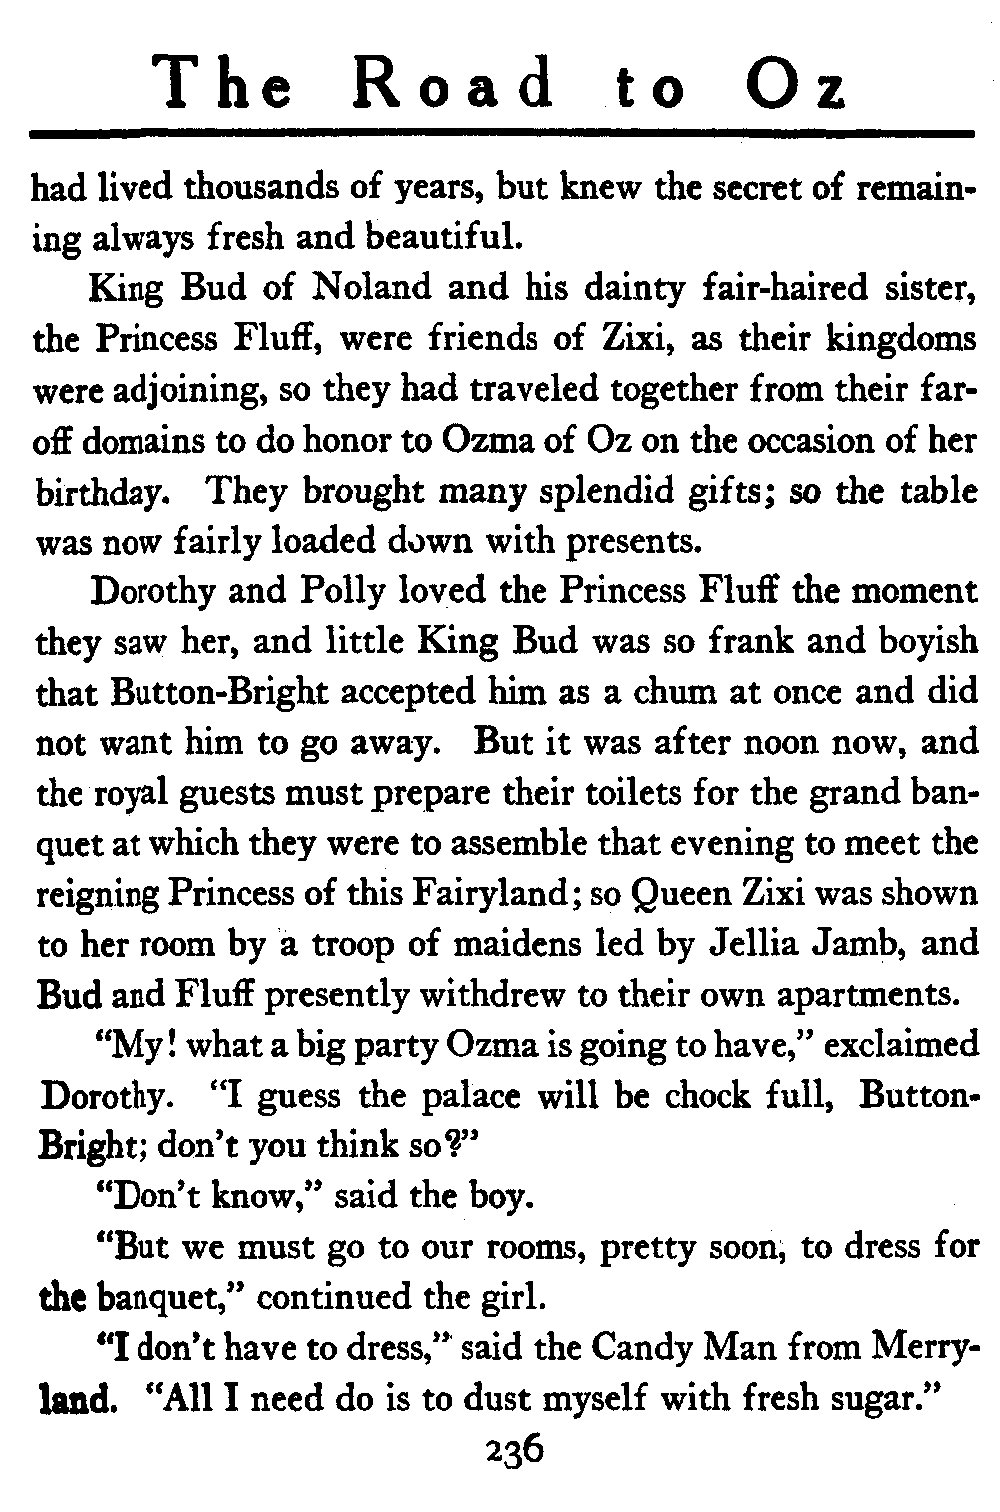 The Road to Oz
had lived thousands of years, but knew the secret of remain-
ing always fresh and beautiful.
King Bud of Noland and his dainty fair-haired sister,
the Princess Fluff, were friends of Zixi, as their kingdoms
were adjoining, so they had traveled together from their far-
off domains to do honor to Ozma of Oz on the occasion of her
birthday. They brought many splendid gifts; so the table
was now fairly loaded down with presents.
Dorothy and Polly loved the Princess Fluff the moment
they saw her, and little King Bud was so frank and boyish
that Button-Bright accepted him as a chum at once and did
not want him to go away. But it was after noon now, and
the royal guests must prepare their toilets for the grand ban-
quet at which they were to assemble that evening to meet the
reigning Princess of this Fairyland; so Queen Zixi was shown
to her room by a troop of maidens led by Jellia Jamb, and
Bud and Fluff presently withdrew to their own apartments.
“My! what a big party Ozma is going to have,” exclaimed
Dorothy. “I guess the palace will be chock full, Button-
Bright; don’t you think so?”
“Don’t know,” said the boy.
“But we must go to our rooms, pretty soon, to dress for
the banquet,” continued the girl.
“I don’t have to dress,” said the Candy Man from Merry-
land. “All I need do is to dust myself with fresh sugar.”
236